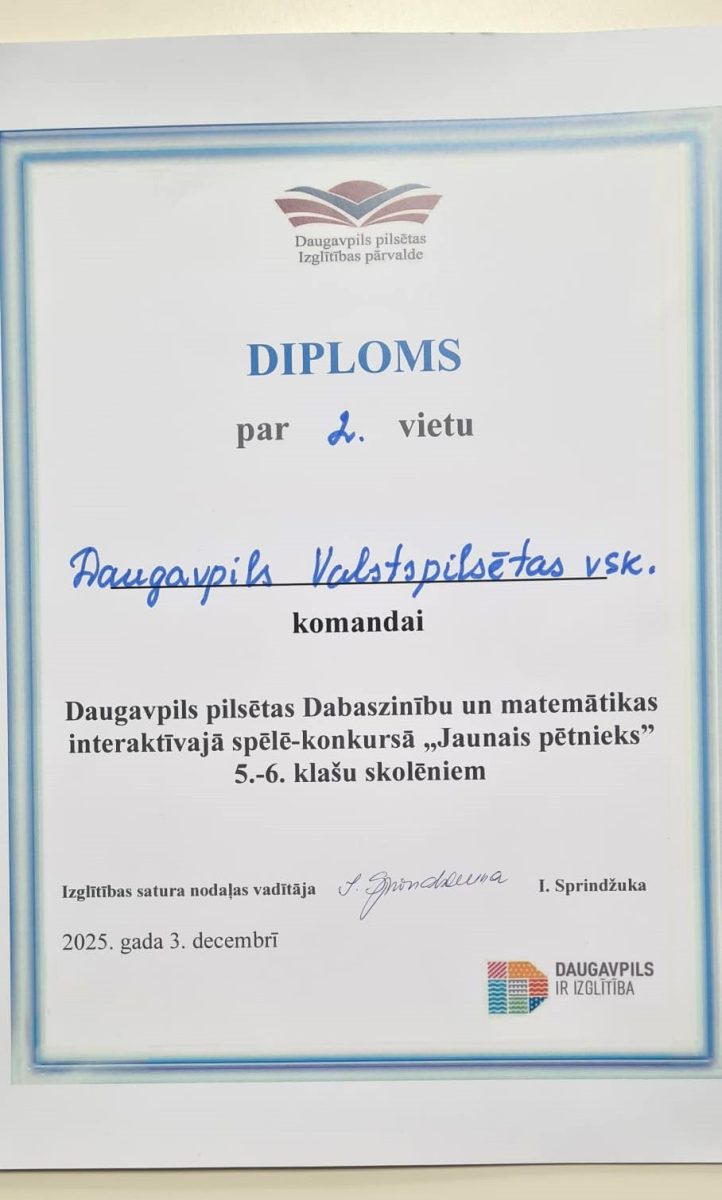 Daugavpils pilsētas
Izglītības pārvalde
DIPLOMS
par 2. vietu
Daugavpils Valstspilsētas vsk.
komandai
Daugavpils pilsētas Dabaszinību un matemātikas
interaktīvajā spēlē-konkursā „Jaunais pētnieks”
5.-6. klašu skolēniem
Izglītības satura nodaļas vadītāja I. Sprindžuka
2025. gada 3. decembrī
DAUGAVPILS
IR IZGLĪTĪBA